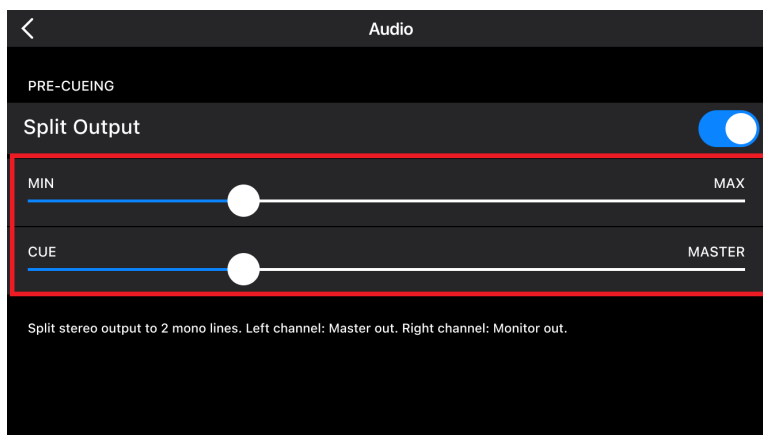 Audio
PRE-CUEING
Split Output
MIN MAX
CUE MASTER
Split stereo output to 2 mono lines. Left channel: Master out. Right channel: Monitor out.